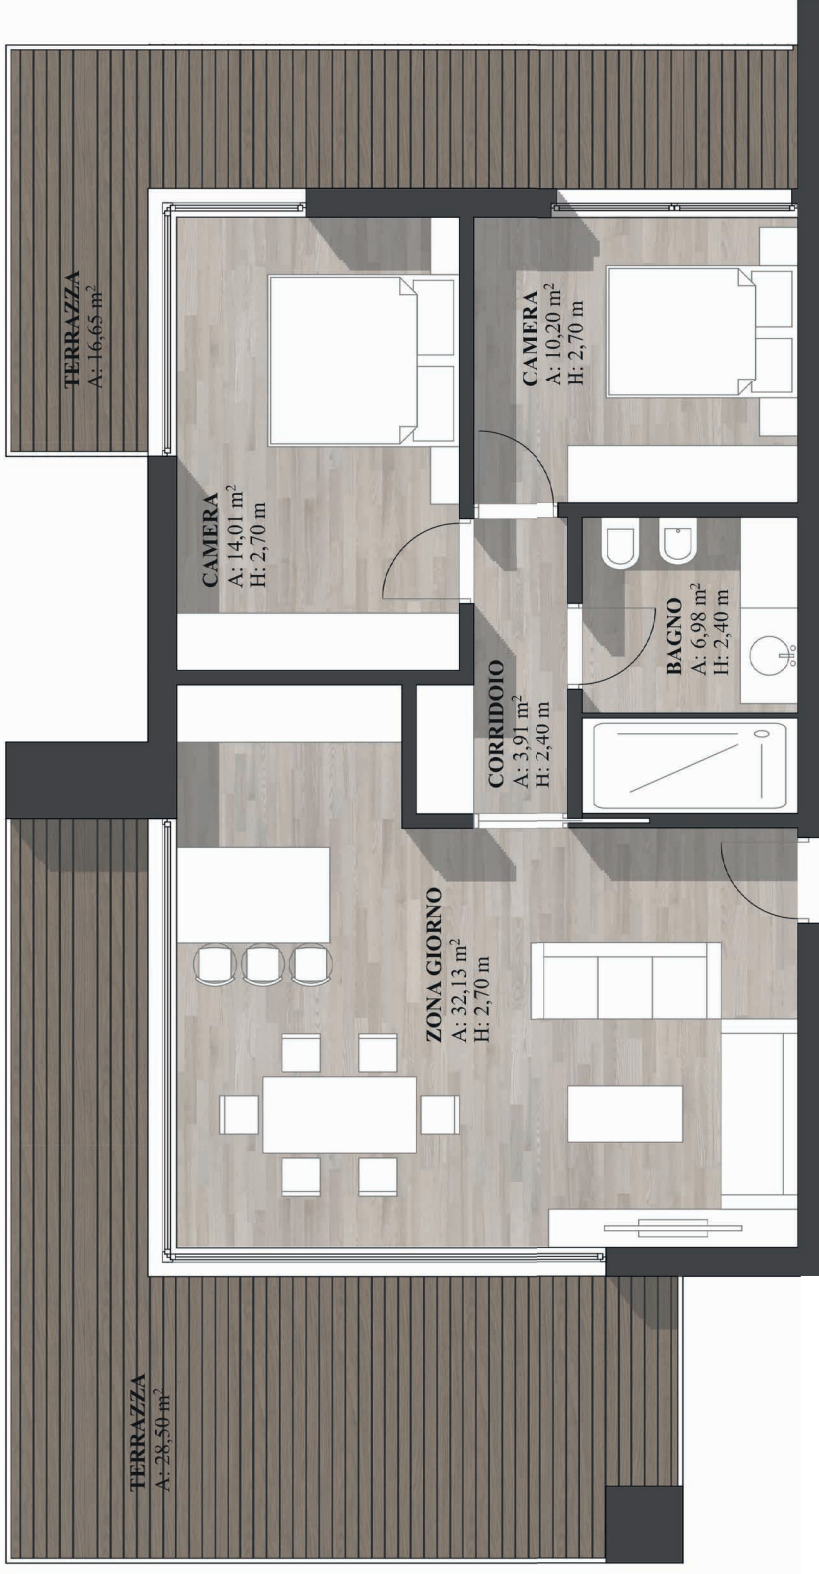 TERRAZZA
A: 16,65 m²
CAMERA
A: 14,01 m²
H: 2,70 m
CAMERA
A: 10,20 m²
H: 2,70 m
BAGNO
A: 6,98 m²
H: 2,40 m
CORRIDOIO
A: 3,91 m²
H: 2,40 m
ZONA GIORNO
A: 32,13 m²
H: 2,70 m
TERRAZZA
A: 28,50 m²